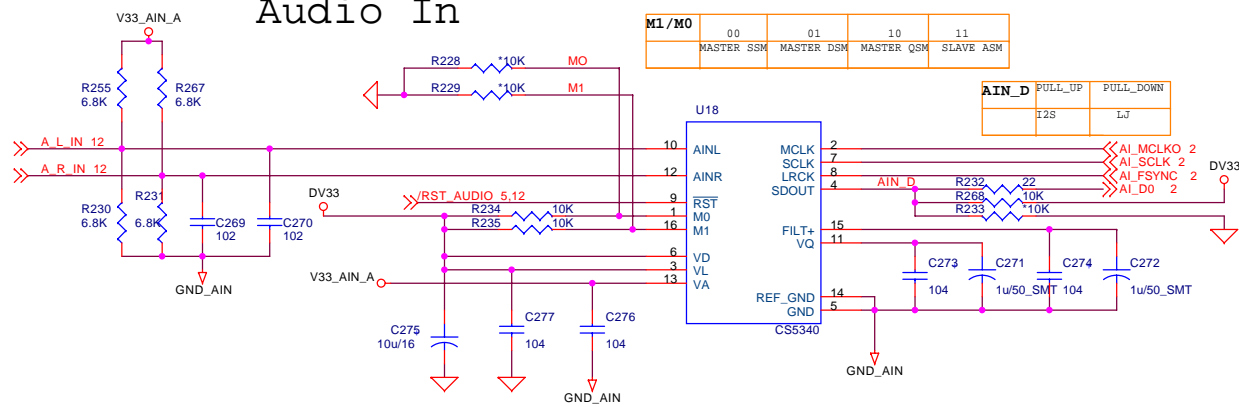 Audio In
V33_AIN_A
M1/M0 00 01 10 11
MASTER SSM MASTER DSM MASTER QSM SLAVE ASM
R228 *10K MO
R229 *10K M1
R255 6.8K
R267 6.8K
AIN_D PULL_UP PULL_DOWN
I2S LJ
U18
A_L_IN 12
10 AINL
MCLK 2
AI_MCLKO 2
SCLK 7
AI_SCLK 2
A_R_IN 12
12 AINR
LRCK 8
AI_FSYNC 2
SDOUT 4
AIN_D
R232 22
AI_D0 2
DV33
R268 10K
R233 *10K
DV33
/RST_AUDIO 5,12
9 RST
R234 10K
1 M0
R235 10K
16 M1
R230 6.8K
R231 6.8K
C269 102
C270 102
GND_AIN
FILT+ 15
VQ 11
6 VD
3 VL
V33_AIN_A
13 VA
C273 104
C271 1u/50_SMT
C274 104
C272 1u/50_SMT
REF_GND 14
GND 5
CS5340
C275 10u/16
C277 104
C276 104
GND_AIN
GND_AIN